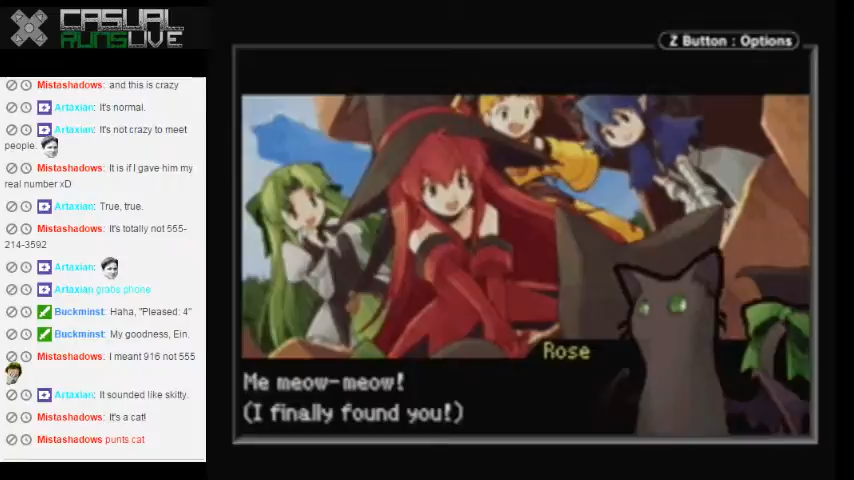 CASUAL
RUNSLIVE
Z Button : Options
Mistashadows: and this is crazy
Artaxian: It's normal.
Artaxian: It's not crazy to meet
people.
Mistashadows: It is if I gave him my
real number xD
Artaxian: True, true.
Mistashadows: It's totally not 555-
214-3592
Artaxian:
Artaxian grabs phone
Buckminst: Haha, "Pleased: 4"
Buckminst: My goodness, Ein.
Mistashadows: I meant 916 not 555
Artaxian: It sounded like skitty.
Mistashadows: It's a cat!
Mistashadows punts cat
Rose
Me meow-meow!
(I finally found you!)